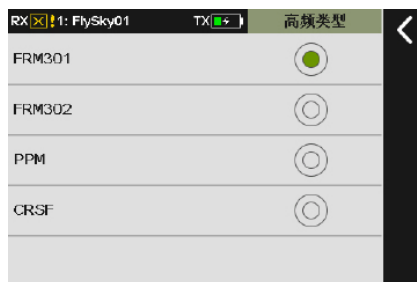 RX 1: FlySky01 TX 高频类型
FRM301
FRM302
PPM
CRSF